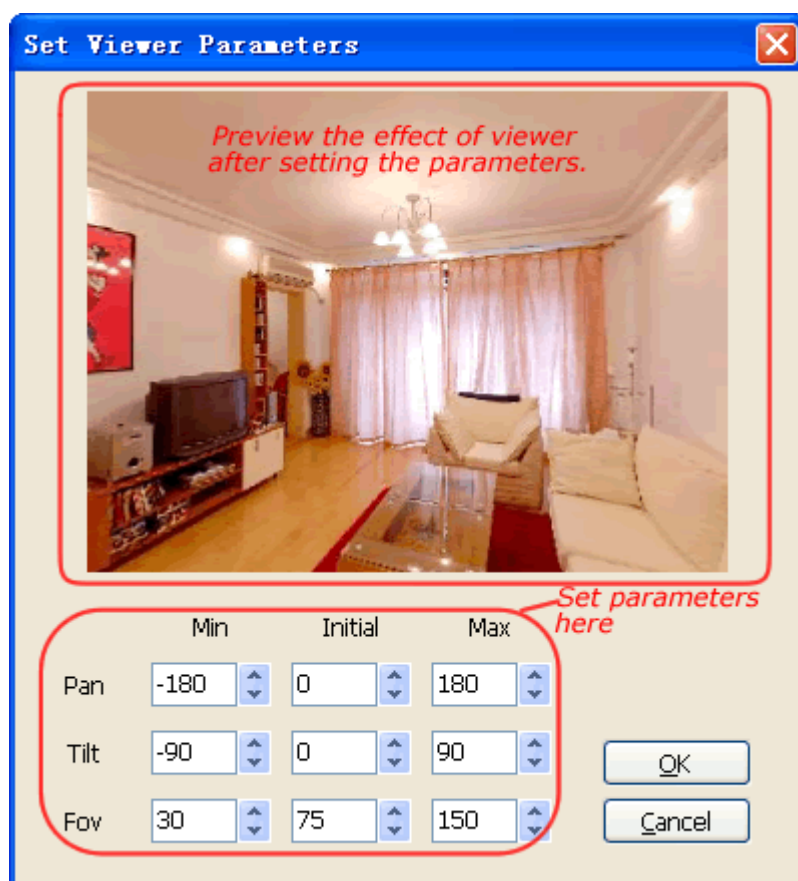 Set Viewer Parameters
Preview the effect of viewer
after setting the parameters.
Set parameters
here
Min Initial Max
Pan -180 0 180
Tilt -90 0 90
OK
Fov 30 75 150
Cancel